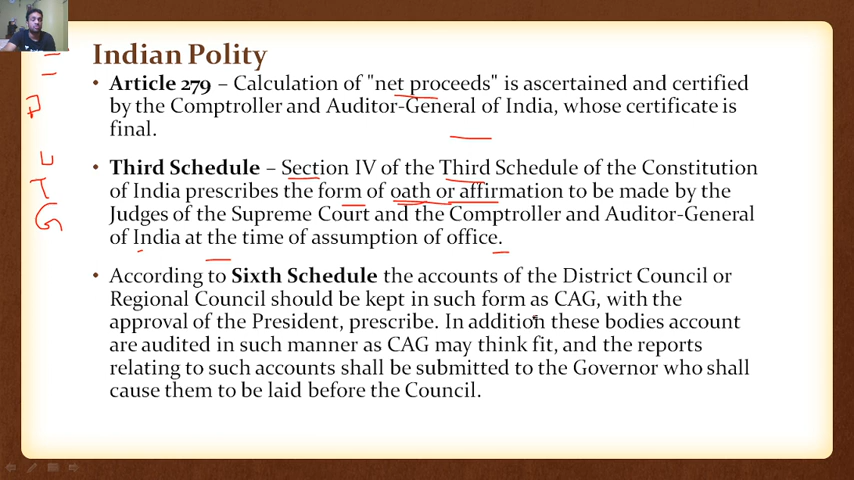 Indian Polity
• Article 279 – Calculation of "net proceeds" is ascertained and certified
by the Comptroller and Auditor-General of India, whose certificate is
final.
• Third Schedule – Section IV of the Third Schedule of the Constitution
of India prescribes the form of oath or affirmation to be made by the
Judges of the Supreme Court and the Comptroller and Auditor-General
of India at the time of assumption of office.
• According to Sixth Schedule the accounts of the District Council or
Regional Council should be kept in such form as CAG, with the
approval of the President, prescribe. In addition these bodies account
are audited in such manner as CAG may think fit, and the reports
relating to such accounts shall be submitted to the Governor who shall
cause them to be laid before the Council.